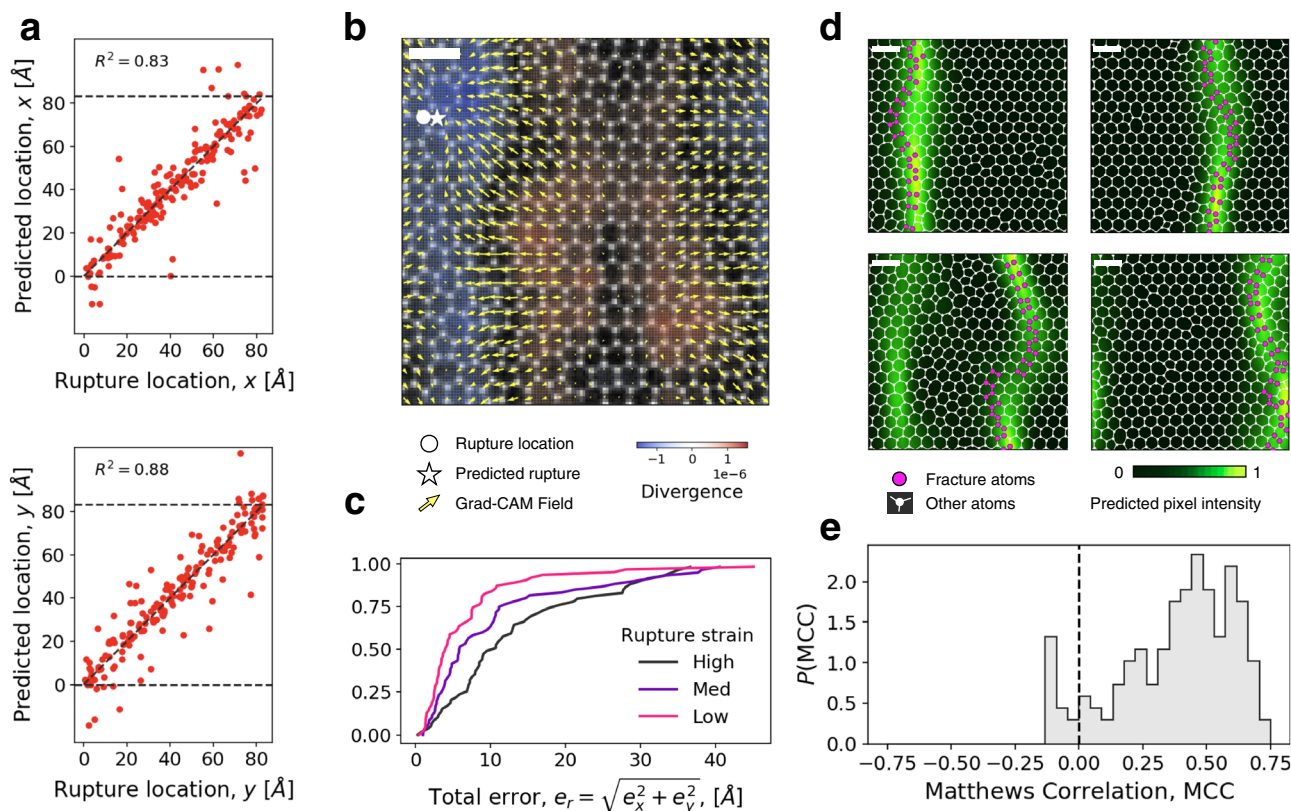 a
R² = 0.83
Predicted location, x [Å]
80
60
40
20
0
0 20 40 60 80
Rupture location, x [Å]
R² = 0.88
Predicted location, y [Å]
80
60
40
20
0
0 20 40 60 80
Rupture location, y [Å]
b
Rupture location
Predicted rupture
Grad-CAM Field
−1 0 1
1e−6
Divergence
c
1.00
0.75
0.50
0.25
0.00
Rupture strain
High
Med
Low
0 10 20 30 40
Total error, eᵣ = √(eₓ² + e_y²), [Å]
d
Fracture atoms
Other atoms
0 1
Predicted pixel intensity
e
P(MCC)
2.0
1.5
1.0
0.5
0.0
−0.75 −0.50 −0.25 0.00 0.25 0.50 0.75
Matthews Correlation, MCC